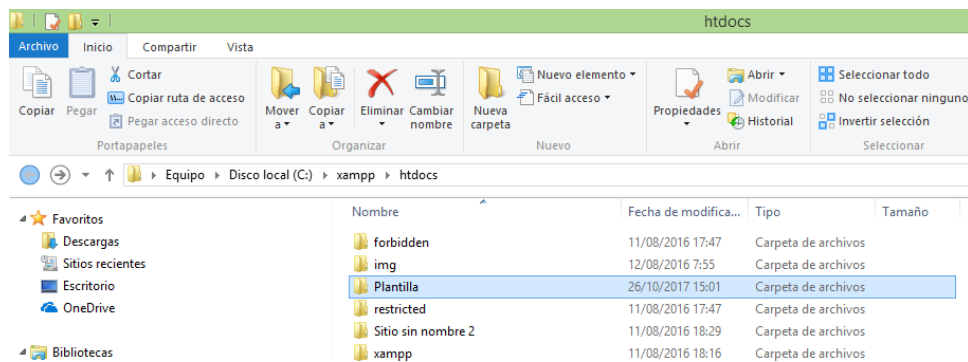 htdocs
Archivo Inicio Compartir Vista
Copiar
Pegar
Cortar
Copiar ruta de acceso
Pegar acceso directo
Portapapeles
Mover a
Copiar a
Eliminar
Cambiar nombre
Organizar
Nueva carpeta
Nuevo elemento
Fácil acceso
Nuevo
Propiedades
Abrir
Modificar
Historial
Abrir
Seleccionar todo
No seleccionar ninguno
Invertir selección
Seleccionar
Equipo Disco local (C:) xampp htdocs
Favoritos
Descargas
Sitios recientes
Escritorio
OneDrive
Bibliotecas
Nombre Fecha de modifica... Tipo Tamaño
forbidden 11/08/2016 17:47 Carpeta de archivos
img 12/08/2016 7:55 Carpeta de archivos
Plantilla 26/10/2017 15:01 Carpeta de archivos
restricted 11/08/2016 17:47 Carpeta de archivos
Sitio sin nombre 2 11/08/2016 18:29 Carpeta de archivos
xampp 11/08/2016 18:16 Carpeta de archivos